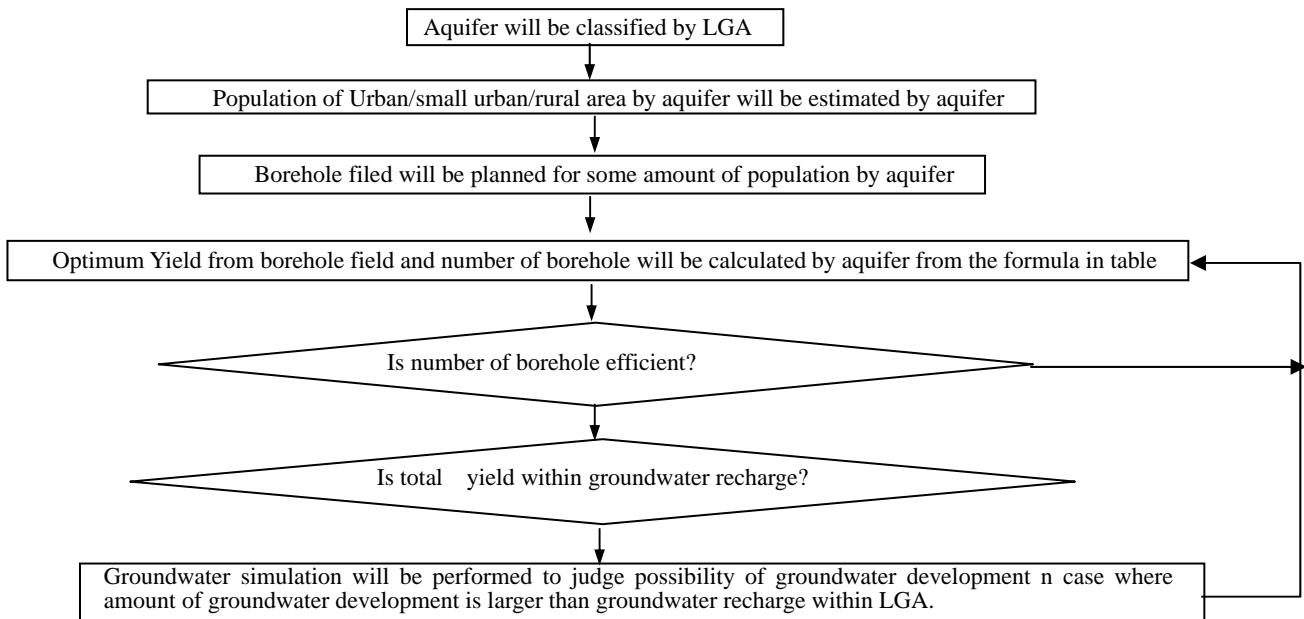 Aquifer will be classified by LGA
Population of Urban/small urban/rural area by aquifer will be estimated by aquifer
Borehole filed will be planned for some amount of population by aquifer
Optimum Yield from borehole field and number of borehole will be calculated by aquifer from the formula in table
Is number of borehole efficient?
Is total yield within groundwater recharge?
Groundwater simulation will be performed to judge possibility of groundwater development n case where
amount of groundwater development is larger than groundwater recharge within LGA.